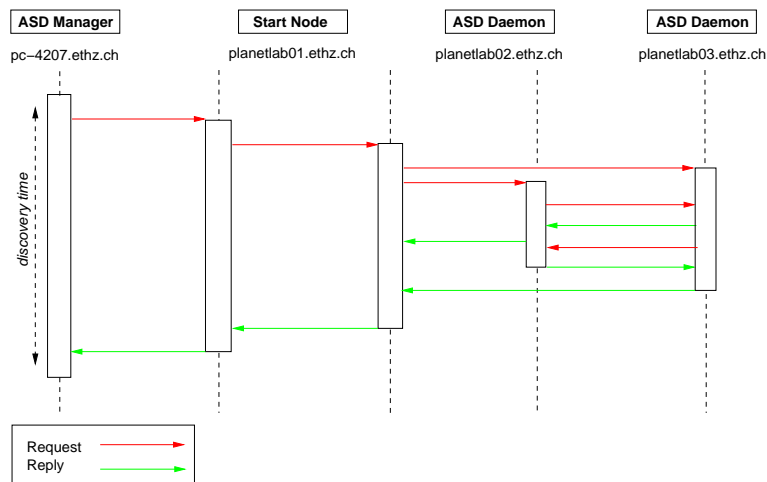 ASD Manager
Start Node
ASD Daemon
ASD Daemon
pc−4207.ethz.ch
planetlab01.ethz.ch
planetlab02.ethz.ch
planetlab03.ethz.ch
discovery time
Request
Reply